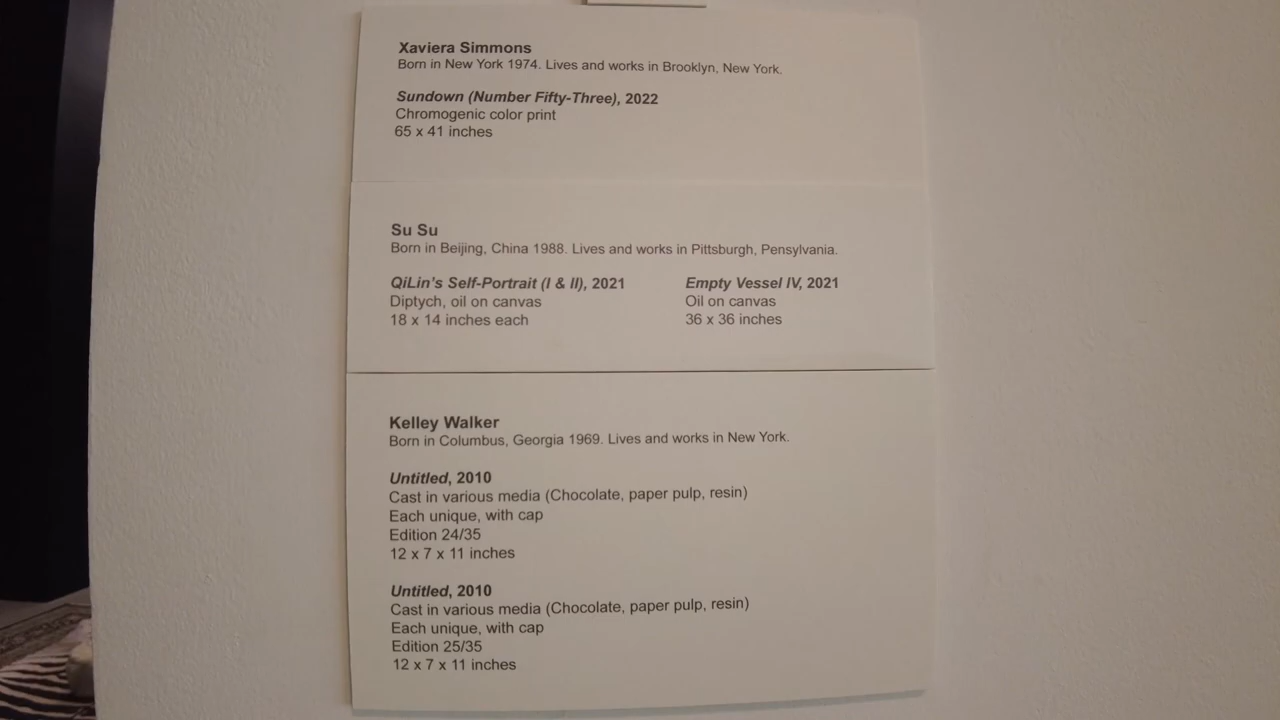 Xaviera Simmons
Born in New York 1974. Lives and works in Brooklyn, New York.
Sundown (Number Fifty-Three), 2022
Chromogenic color print
65 x 41 inches
Su Su
Born in Beijing, China 1988. Lives and works in Pittsburgh, Pensylvania.
QiLin's Self-Portrait (I & II), 2021
Diptych, oil on canvas
18 x 14 inches each
Empty Vessel IV, 2021
Oil on canvas
36 x 36 inches
Kelley Walker
Born in Columbus, Georgia 1969. Lives and works in New York.
Untitled, 2010
Cast in various media (Chocolate, paper pulp, resin)
Each unique, with cap
Edition 24/35
12 x 7 x 11 inches
Untitled, 2010
Cast in various media (Chocolate, paper pulp, resin)
Each unique, with cap
Edition 25/35
12 x 7 x 11 inches